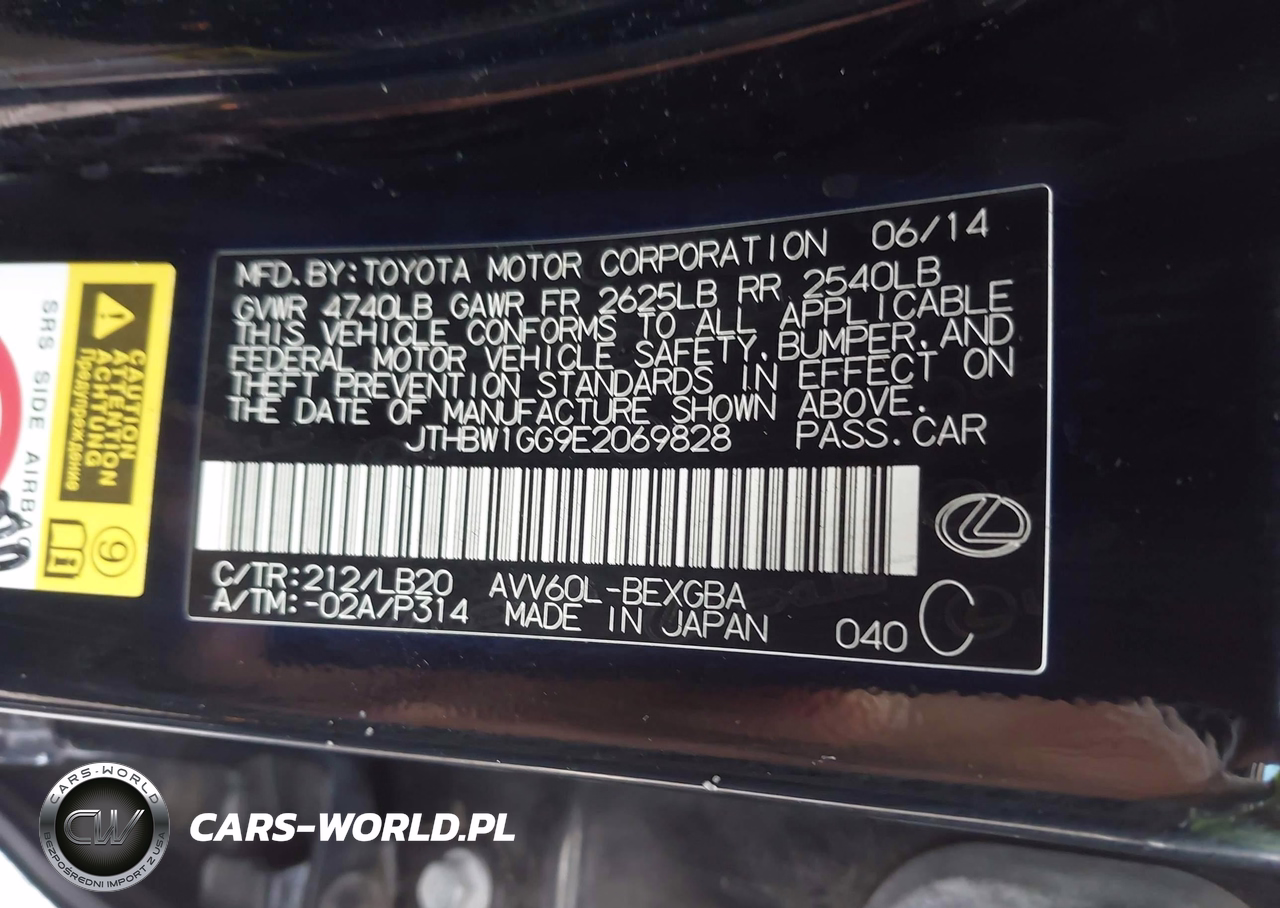 MFD.BY:TOYOTA MOTOR CORPORATION 06/14
GVWR 4740LB GAWR FR 2625LB RR 2540LB
THIS VEHICLE CONFORMS TO ALL APPLICABLE
FEDERAL MOTOR VEHICLE SAFETY.BUMPER.AND
THEFT PREVENTION STANDARDS IN EFFECT ON
THE DATE OF MANUFACTURE SHOWN ABOVE.
JTHBW1GG9E2069828 PASS.CAR
C/TR:212/LB20 AVV60L-BEXGBA
A/TM:-02A/P314 MADE IN JAPAN 040 C
SRS SIDE AIRBAG
CAUTION
ATTENTION
ACHTUNG
Предупреждение
9
CARS-WORLD
CW
BEZPOŚREDNI IMPORT Z USA
CARS-WORLD.PL